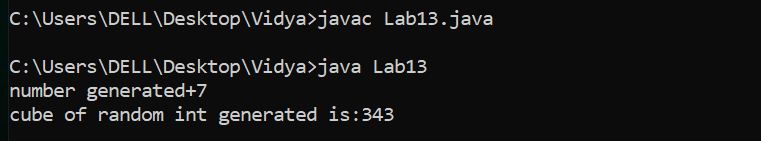 C:\Users\DELL\Desktop\Vidya>javac Lab13.java
C:\Users\DELL\Desktop\Vidya>java Lab13
number generated+7
cube of random int generated is:343